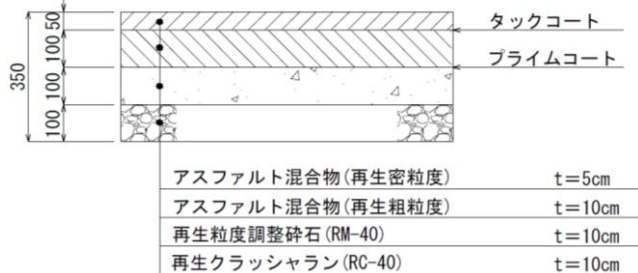 50
100
100
100
350
タックコート
プライムコート
アスファルト混合物(再生密粒度) t=5cm
アスファルト混合物(再生粗粒度) t=10cm
再生粒度調整砕石(RM-40) t=10cm
再生クラッシャラン(RC-40) t=10cm